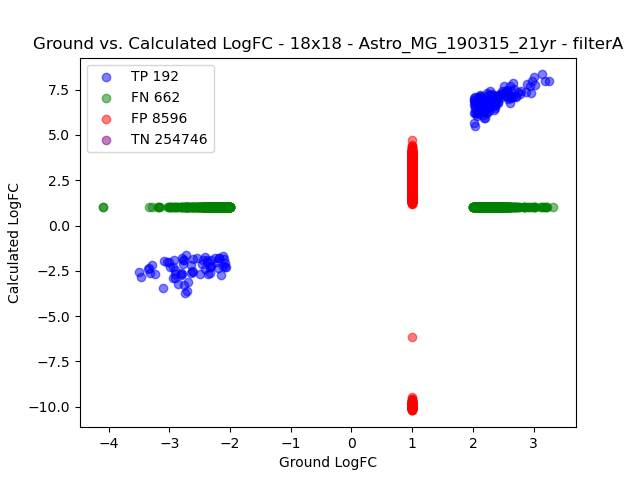 Ground vs. Calculated LogFC - 18x18 - Astro_MG_190315_21yr - filterA
TP 192
FN 662
FP 8596
TN 254746
7.5
5.0
2.5
0.0
−2.5
−5.0
−7.5
−10.0
Calculated LogFC
−4
−3
−2
−1
0
1
2
3
Ground LogFC